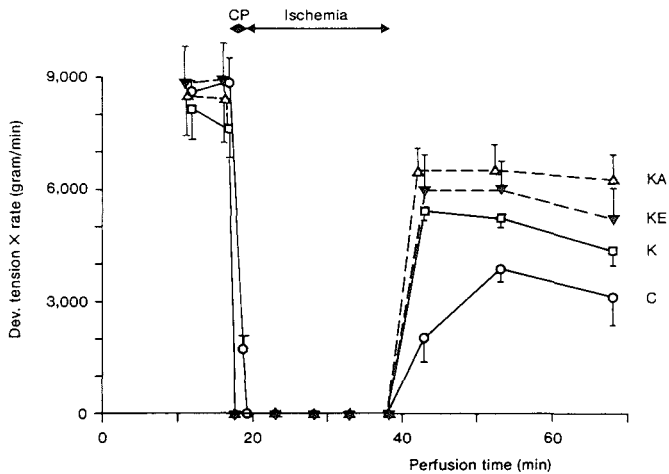 CP Ischemia
9,000
6,000
3,000
0
Dev. tension X rate (gram/min)
KA
KE
K
C
0 20 40 60
Perfusion time (min)